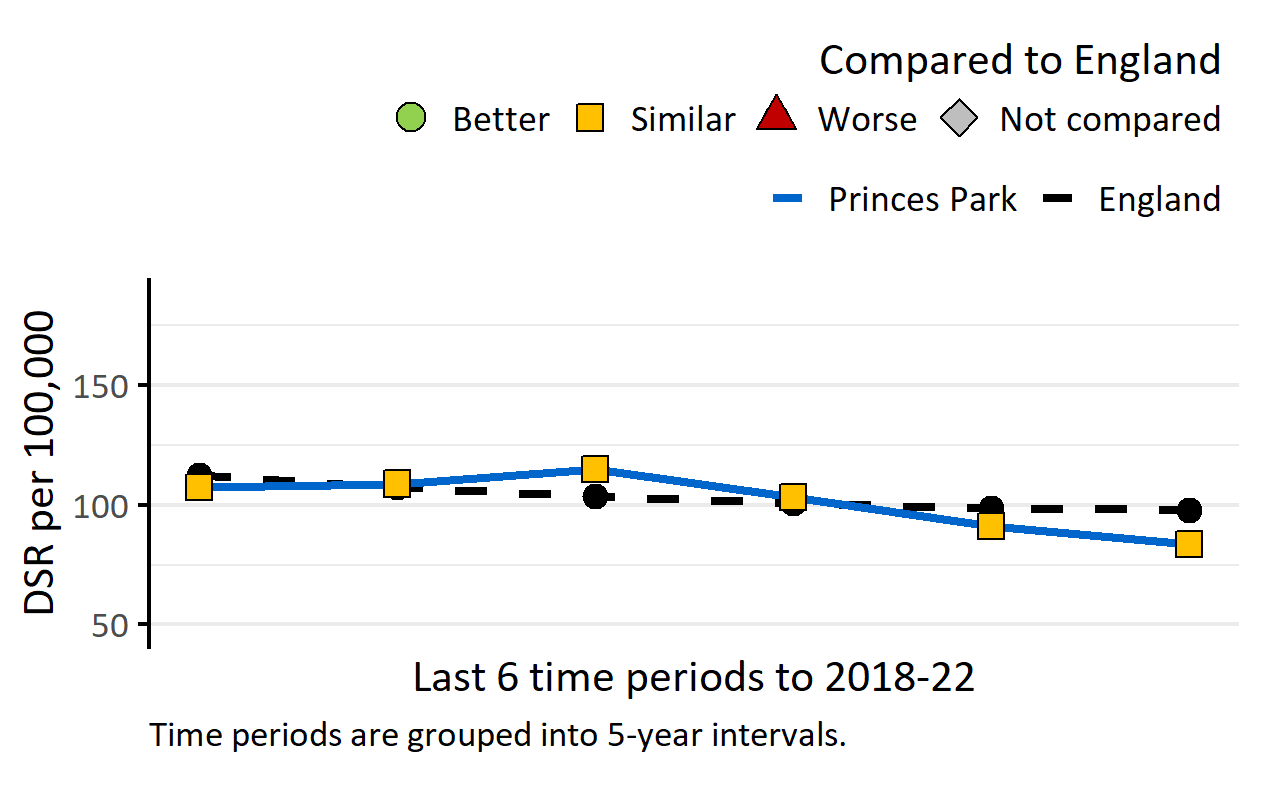 Compared to England
Better Similar Worse Not compared
Princes Park England
DSR per 100,000
150
100
50
Last 6 time periods to 2018-22
Time periods are grouped into 5-year intervals.